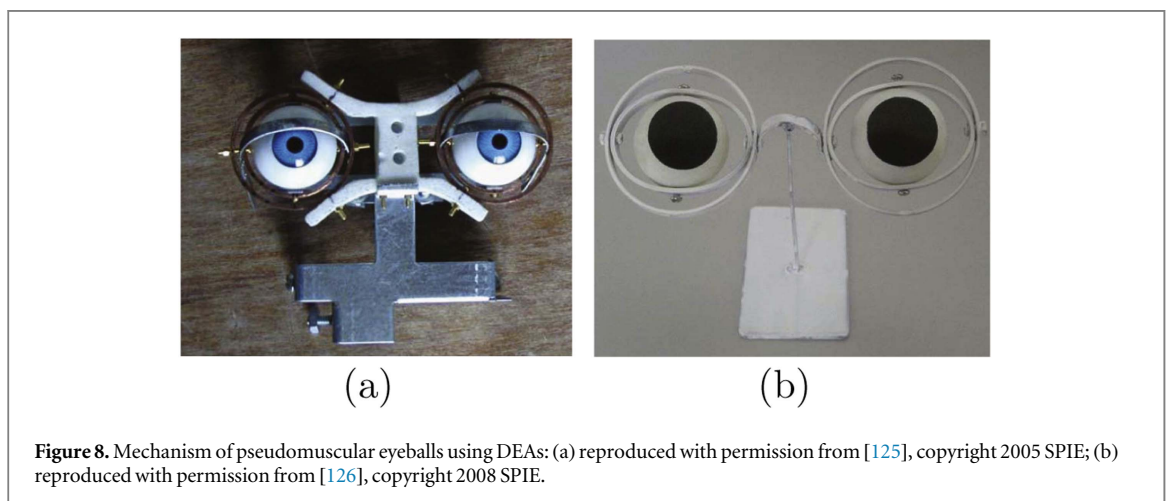 (a)
(b)
Figure 8. Mechanism of pseudomuscular eyeballs using DEAs: (a) reproduced with permission from [125], copyright 2005 SPIE; (b)
reproduced with permission from [126], copyright 2008 SPIE.